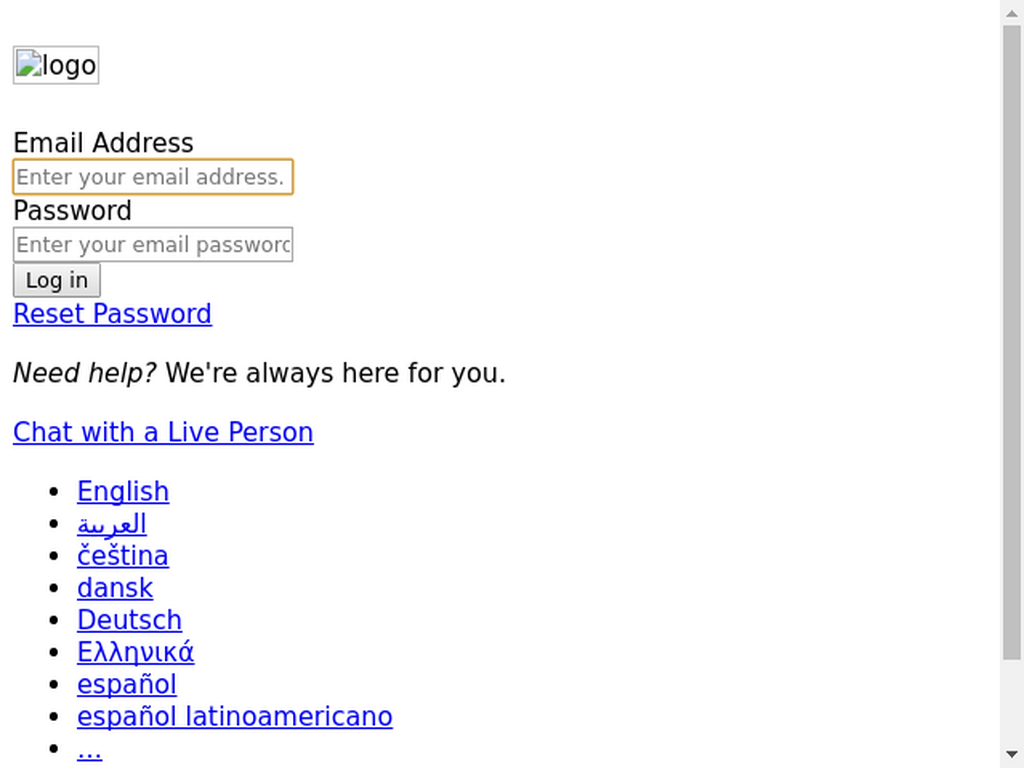 logo
Email Address
Enter your email address.
Password
Enter your email password
Log in
Reset Password
Need help? We're always here for you.
Chat with a Live Person
English
العربية
čeština
dansk
Deutsch
Ελληνικά
español
español latinoamericano
...